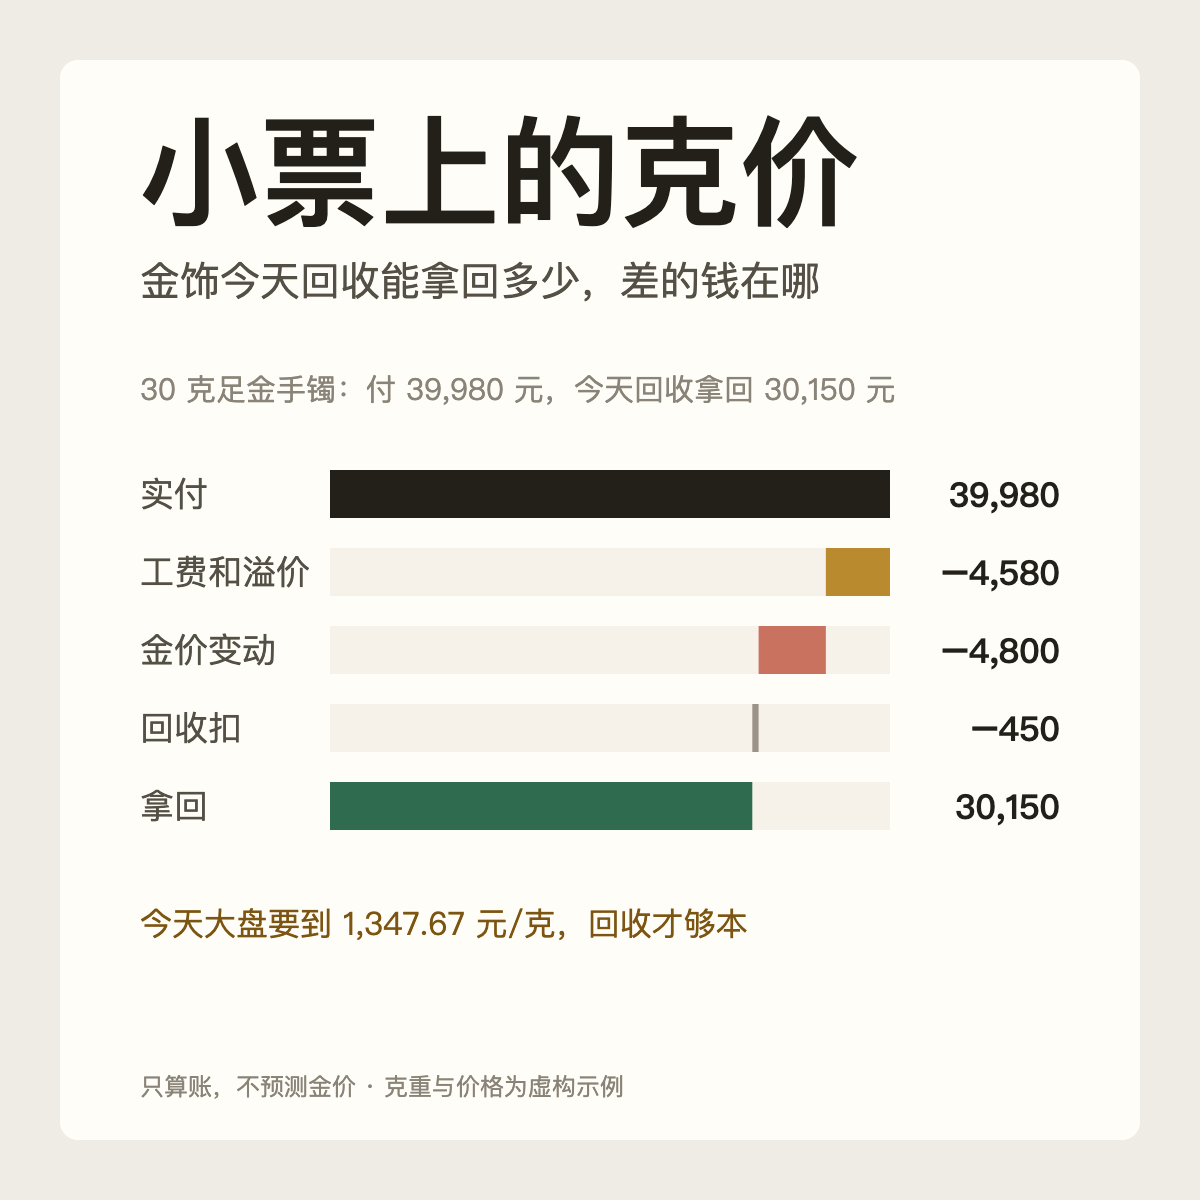 小票上的克价
金饰今天回收能拿回多少，差的钱在哪
30 克足金手镯：付 39,980 元，今天回收拿回 30,150 元
实付 39,980
工费和溢价 −4,580
金价变动 −4,800
回收扣 −450
拿回 30,150
今天大盘要到 1,347.67 元/克，回收才够本
只算账，不预测金价 · 克重与价格为虚构示例